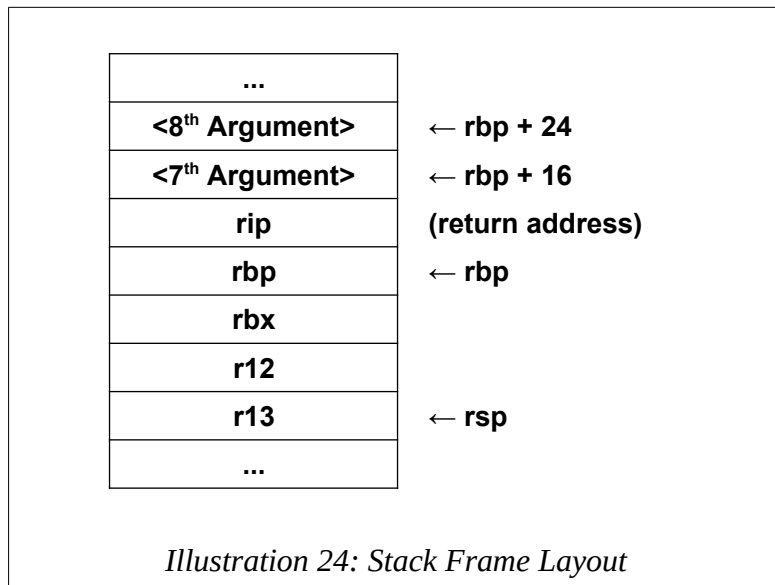 ...
<8th Argument> ← rbp + 24
<7th Argument> ← rbp + 16
rip (return address)
rbp ← rbp
rbx
r12
r13 ← rsp
...
Illustration 24: Stack Frame Layout